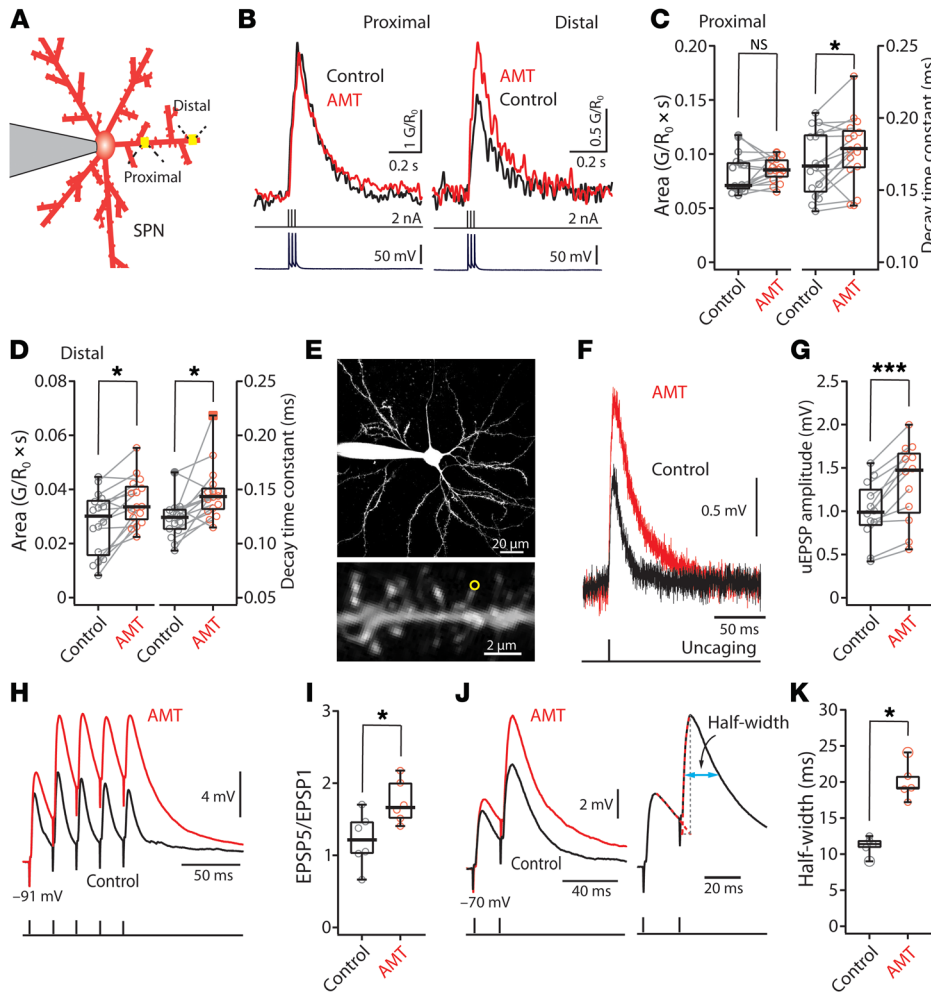 A
Distal
Proximal
SPN
B
Proximal
Distal
Control
AMT
1 G/R0
0.2 s
2 nA
50 mV
AMT
Control
0.5 G/R0
0.2 s
2 nA
50 mV
C
Proximal
NS
*
0.20
0.15
0.10
0.05
0
Area (G/R0 × s)
0.25
0.20
0.15
0.10
Decay time constant (ms)
Control
AMT
Control
AMT
D
Distal
*
*
0.08
0.06
0.04
0.02
0
Area (G/R0 × s)
0.25
0.20
0.15
0.10
0.05
Decay time constant (ms)
Control
AMT
Control
AMT
E
20 μm
2 μm
F
AMT
Control
0.5 mV
50 ms
Uncaging
G
***
2.5
2.0
1.5
1.0
0.5
0
uEPSP amplitude (mV)
Control
AMT
H
AMT
4 mV
50 ms
Control
–91 mV
I
*
3
2
1
0
EPSP5/EPSP1
Control
AMT
J
AMT
2 mV
Control
–70 mV
40 ms
Half-width
20 ms
K
*
30
25
20
15
10
5
0
Half-width (ms)
Control
AMT